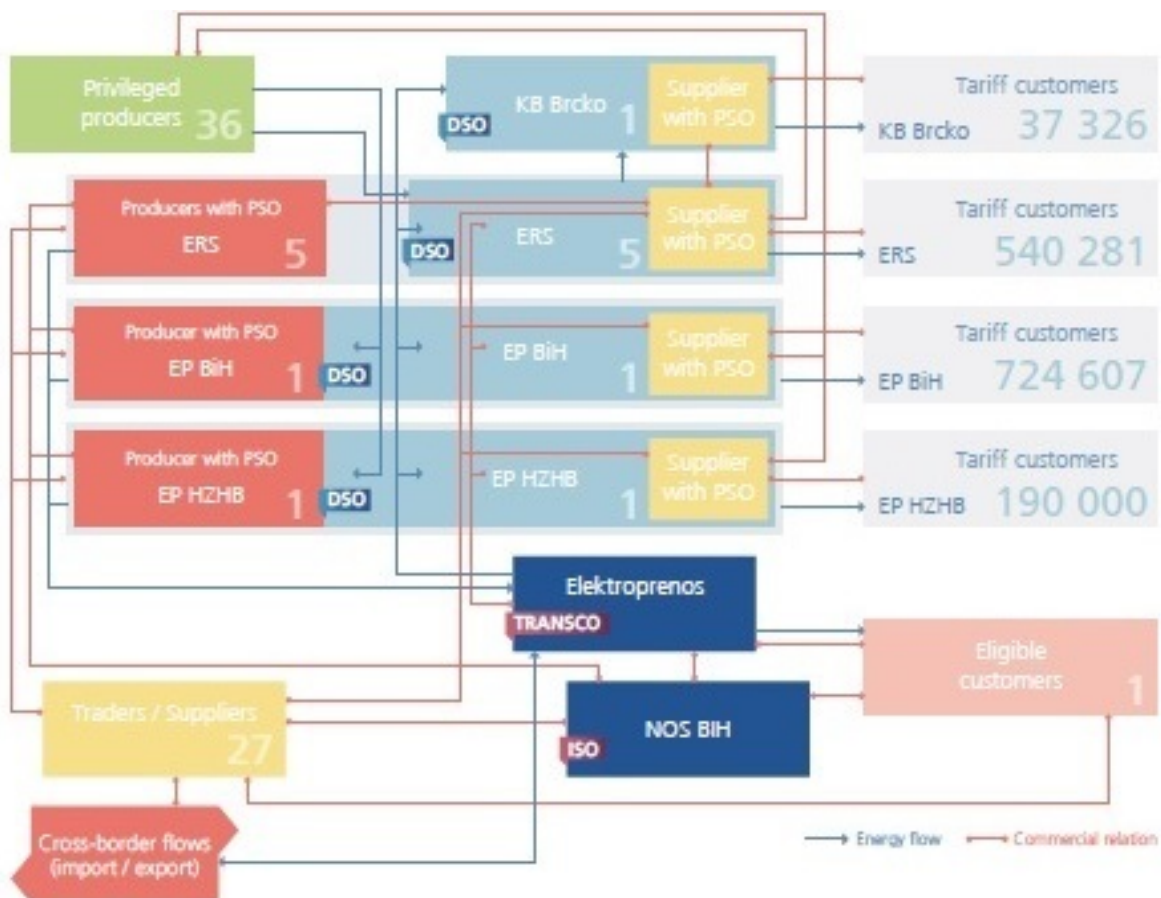 Privileged
producers 36
KB Brcko 1
DSO
Supplier
with PSO
Tariff customers
KB Brcko 37 326
Producers with PSO
ERS 5
DSO
ERS 5
Supplier
with PSO
Tariff customers
ERS 540 281
Producer with PSO
EP BiH 1
DSO
EP BiH 1
Supplier
with PSO
Tariff customers
EP BiH 724 607
Producer with PSO
EP HZHB 1
DSO
EP HZHB 1
Supplier
with PSO
Tariff customers
EP HZHB 190 000
Elektroprenos
TRANSCO
Eligible
customers 1
Traders / Suppliers
27
NOS BIH
ISO
Cross-border flows
(import / export)
Energy flow
Commercial relation